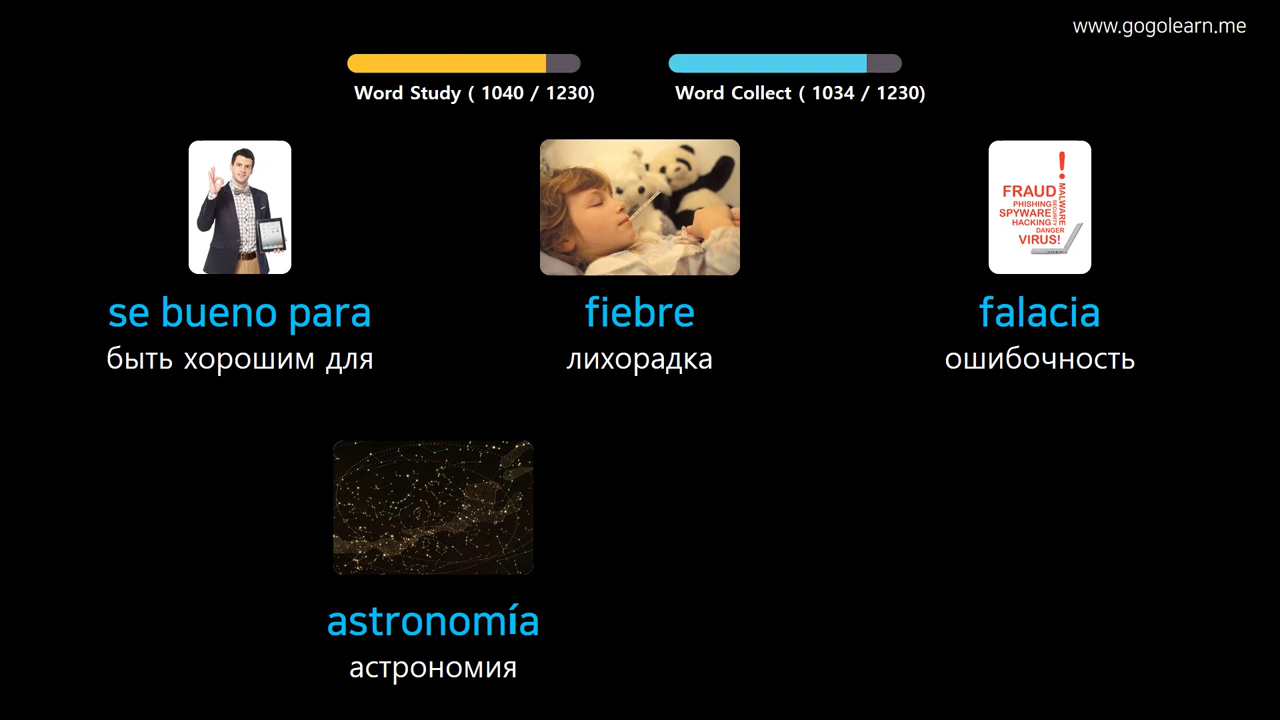 www.gogolearn.me
Word Study ( 1040 / 1230)
Word Collect ( 1034 / 1230)
FRAUD
PHISHING
SPYWARE
HACKING
DANGER
VIRUS!
!
MALWARE
SECURITY
se bueno para
быть хорошим для
fiebre
лихорадка
falacia
ошибочность
astronomía
астрономия